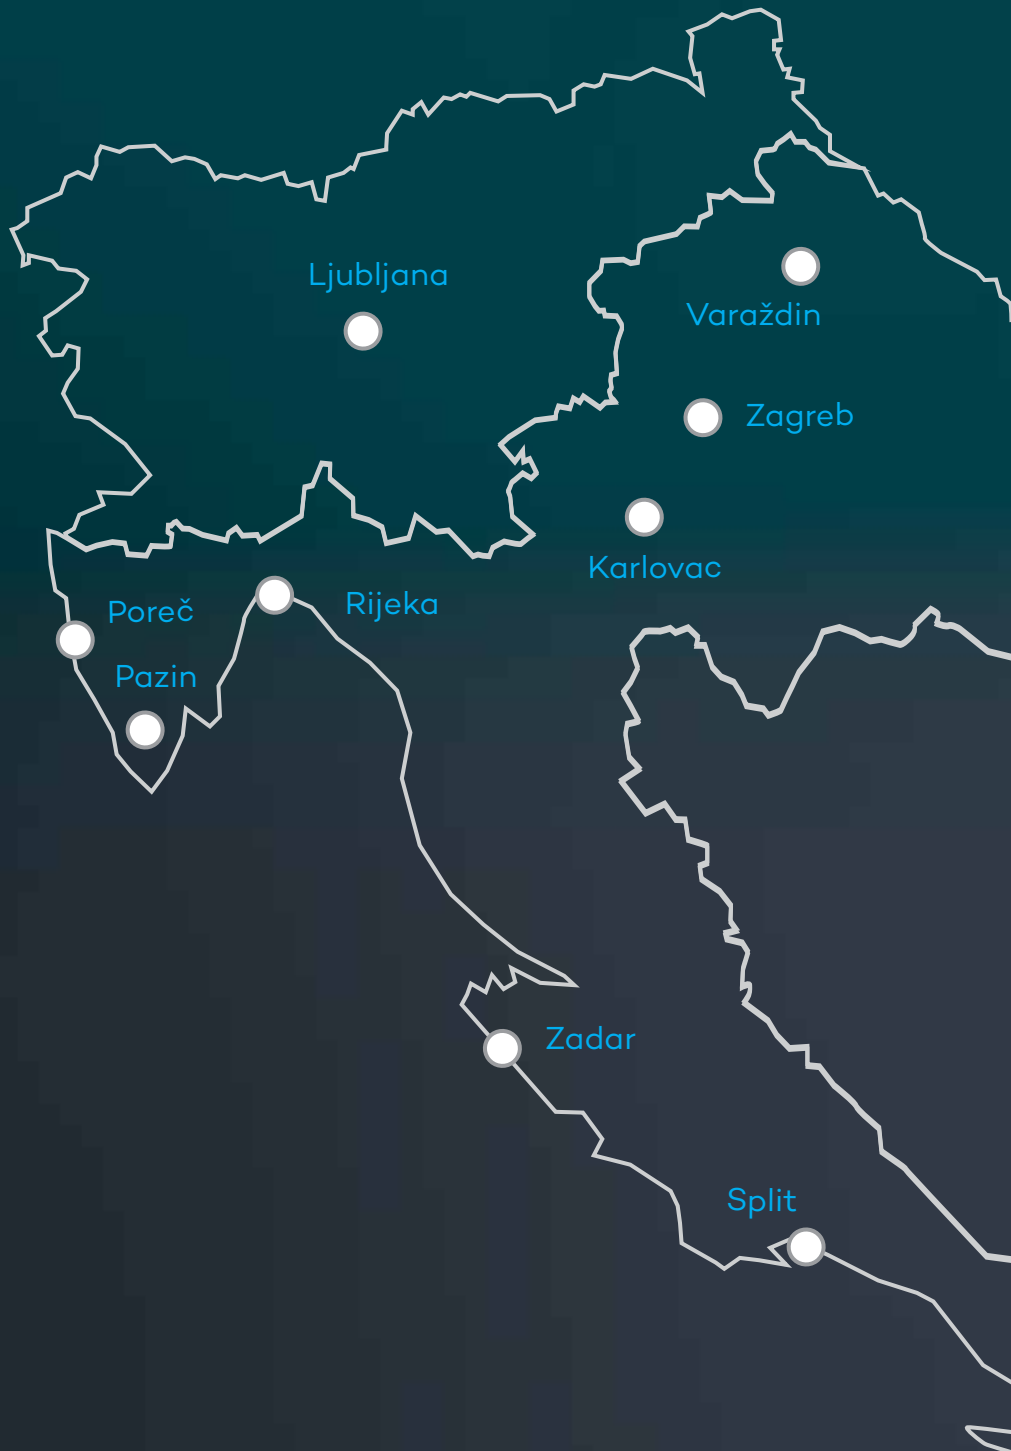 Ljubljana
Varaždin
Zagreb
Karlovac
Poreč
Rijeka
Pazin
Zadar
Split